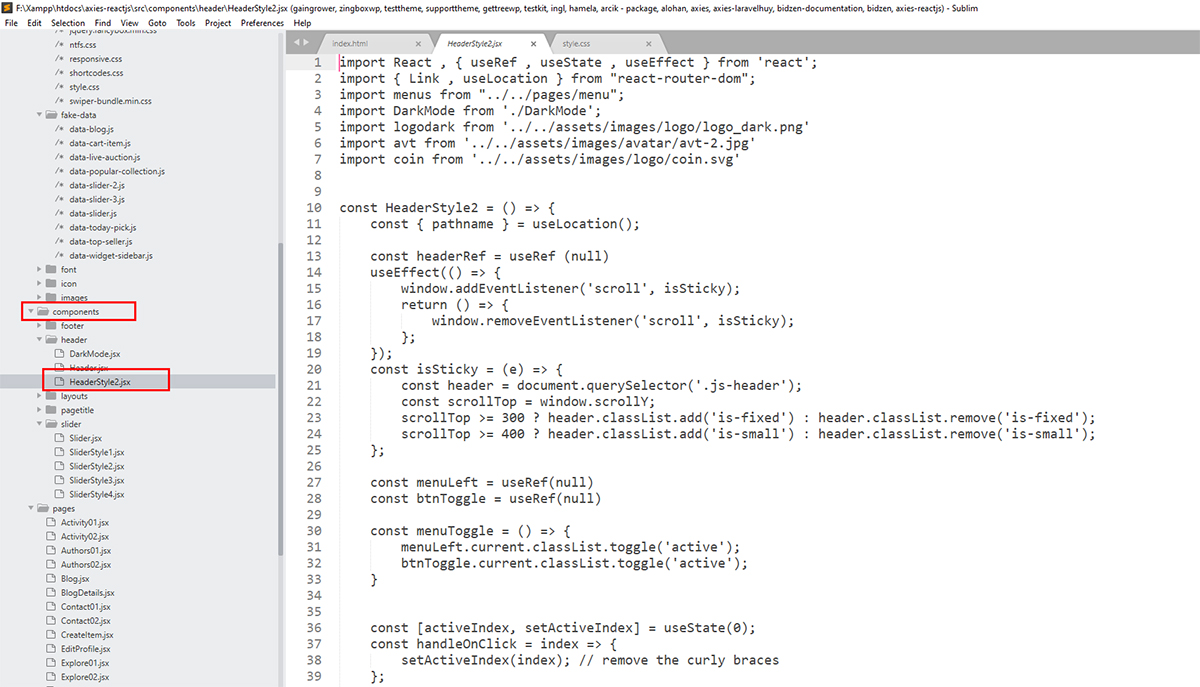 F:\Xampp\htdocs\axies-reactjs\src\components\header\HeaderStyle2.jsx (gaingrower, zingboxwp, testtheme, supporttheme, gettreewp, testkit, ingl, hamela, arcik - package, alohan, axies, axies-laravelhuy, bidzen-documentation, bidzen, axies-reactjs) - Sublim
File Edit Selection Find View Goto Tools Project Preferences Help
jquery.fancybox.min.css
/* ntfs.css
/* responsive.css
/* shortcodes.css
/* style.css
/* swiper-bundle.min.css
fake-data
/* data-blog.js
/* data-cart-item.js
/* data-live-auction.js
/* data-popular-collection.js
/* data-slider-2.js
/* data-slider-3.js
/* data-slider.js
/* data-today-pick.js
/* data-top-seller.js
/* data-widget-sidebar.js
font
icon
images
components
footer
header
DarkMode.jsx
Header.jsx
HeaderStyle2.jsx
layouts
pagetitle
slider
Slider.jsx
SliderStyle1.jsx
SliderStyle2.jsx
SliderStyle3.jsx
SliderStyle4.jsx
pages
Activity01.jsx
Activity02.jsx
Authors01.jsx
Authors02.jsx
Blog.jsx
BlogDetails.jsx
Contact01.jsx
Contact02.jsx
CreateItem.jsx
EditProfile.jsx
Explore01.jsx
Explore02.jsx
index.html × HeaderStyle2.jsx × style.css ×
1 import React , { useRef , useState , useEffect } from 'react';
2 import { Link , useLocation } from "react-router-dom";
3 import menus from "../../pages/menu";
4 import DarkMode from './DarkMode';
5 import logodark from '../../assets/images/logo/logo_dark.png'
6 import avt from '../../assets/images/avatar/avt-2.jpg'
7 import coin from '../../assets/images/logo/coin.svg'
8
9
10 const HeaderStyle2 = () => {
11     const { pathname } = useLocation();
12
13     const headerRef = useRef (null)
14     useEffect(() => {
15         window.addEventListener('scroll', isSticky);
16         return () => {
17             window.removeEventListener('scroll', isSticky);
18         };
19     });
20     const isSticky = (e) => {
21         const header = document.querySelector('.js-header');
22         const scrollTop = window.scrollY;
23         scrollTop >= 300 ? header.classList.add('is-fixed') : header.classList.remove('is-fixed');
24         scrollTop >= 400 ? header.classList.add('is-small') : header.classList.remove('is-small');
25     };
26
27     const menuLeft = useRef(null)
28     const btnToggle = useRef(null)
29
30     const menuToggle = () => {
31         menuLeft.current.classList.toggle('active');
32         btnToggle.current.classList.toggle('active');
33     }
34
35
36     const [activeIndex, setActiveIndex] = useState(0);
37     const handleOnClick = index => {
38         setActiveIndex(index); // remove the curly braces
39     };